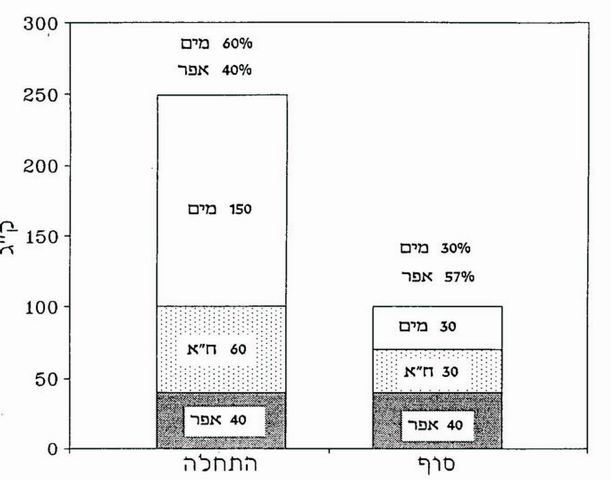 300
250
200
150
100
50
0
ק"ג
60% מים
40% אפר
150 מים
60 ח"א
40 אפר
התחלה
30% מים
57% אפר
30 מים
30 ח"א
40 אפר
סוף